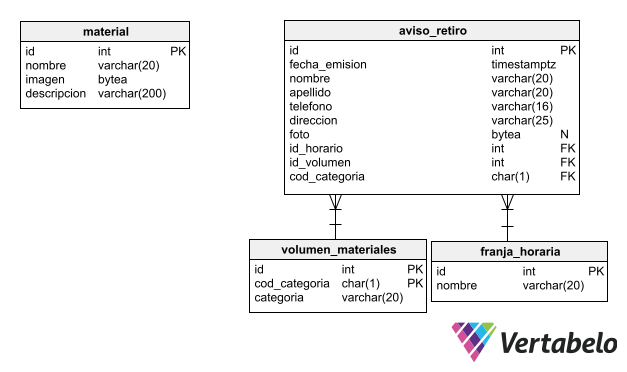 material
id int PK
nombre varchar(20)
imagen bytea
descripcion varchar(200)
aviso_retiro
id int PK
fecha_emision timestamptz
nombre varchar(20)
apellido varchar(20)
telefono varchar(16)
direccion varchar(25)
foto bytea N
id_horario int FK
id_volumen int FK
cod_categoria char(1) FK
volumen_materiales
id int PK
cod_categoria char(1) PK
categoria varchar(20)
franja_horaria
id int PK
nombre varchar(20)
Vertabelo